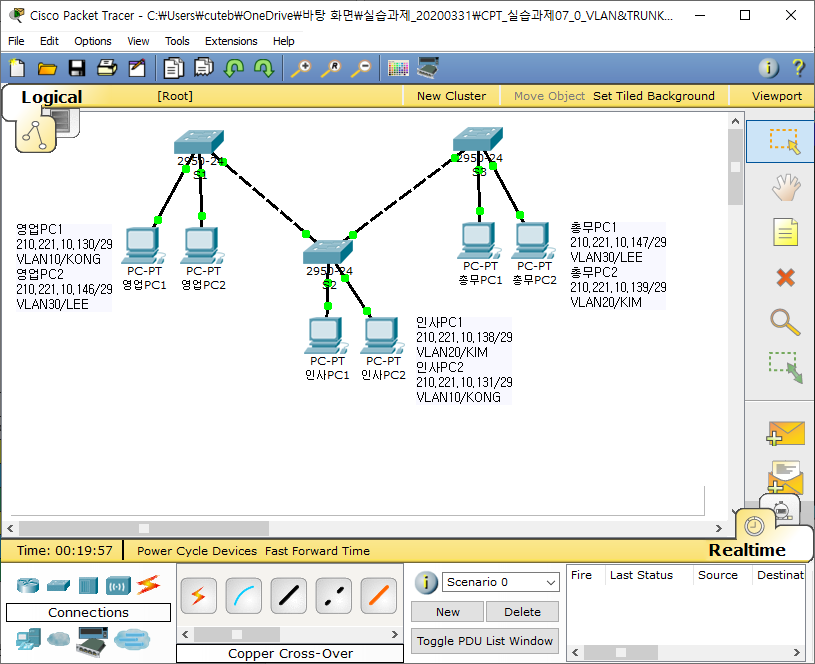 Cisco Packet Tracer - C:\Users\cuteb\OneDrive\바탕 화면\실습과제_20200331\CPT_실습과제07_0_VLAN&TRUNK...
File Edit Options View Tools Extensions Help
Logical [Root] New Cluster Move Object Set Tiled Background Viewport
2950-24
S1
2950-24
S3
영업PC1
210,221,10,130/29
VLAN10/KONG
영업PC2
210,221,10,146/29
VLAN30/LEE
PC-PT
영업PC1
PC-PT
영업PC2
2950-24
S2
PC-PT
총무PC1
PC-PT
총무PC2
총무PC1
210,221,10,147/29
VLAN30/LEE
총무PC2
210,221,10,139/29
VLAN20/KIM
PC-PT
인사PC1
PC-PT
인사PC2
인사PC1
210,221,10,138/29
VLAN20/KIM
인사PC2
210,221,10,131/29
VLAN10/KONG
Time: 00:19:57 Power Cycle Devices Fast Forward Time Realtime
Connections
Copper Cross-Over
Scenario 0
New Delete
Toggle PDU List Window
Fire Last Status Source Destinat